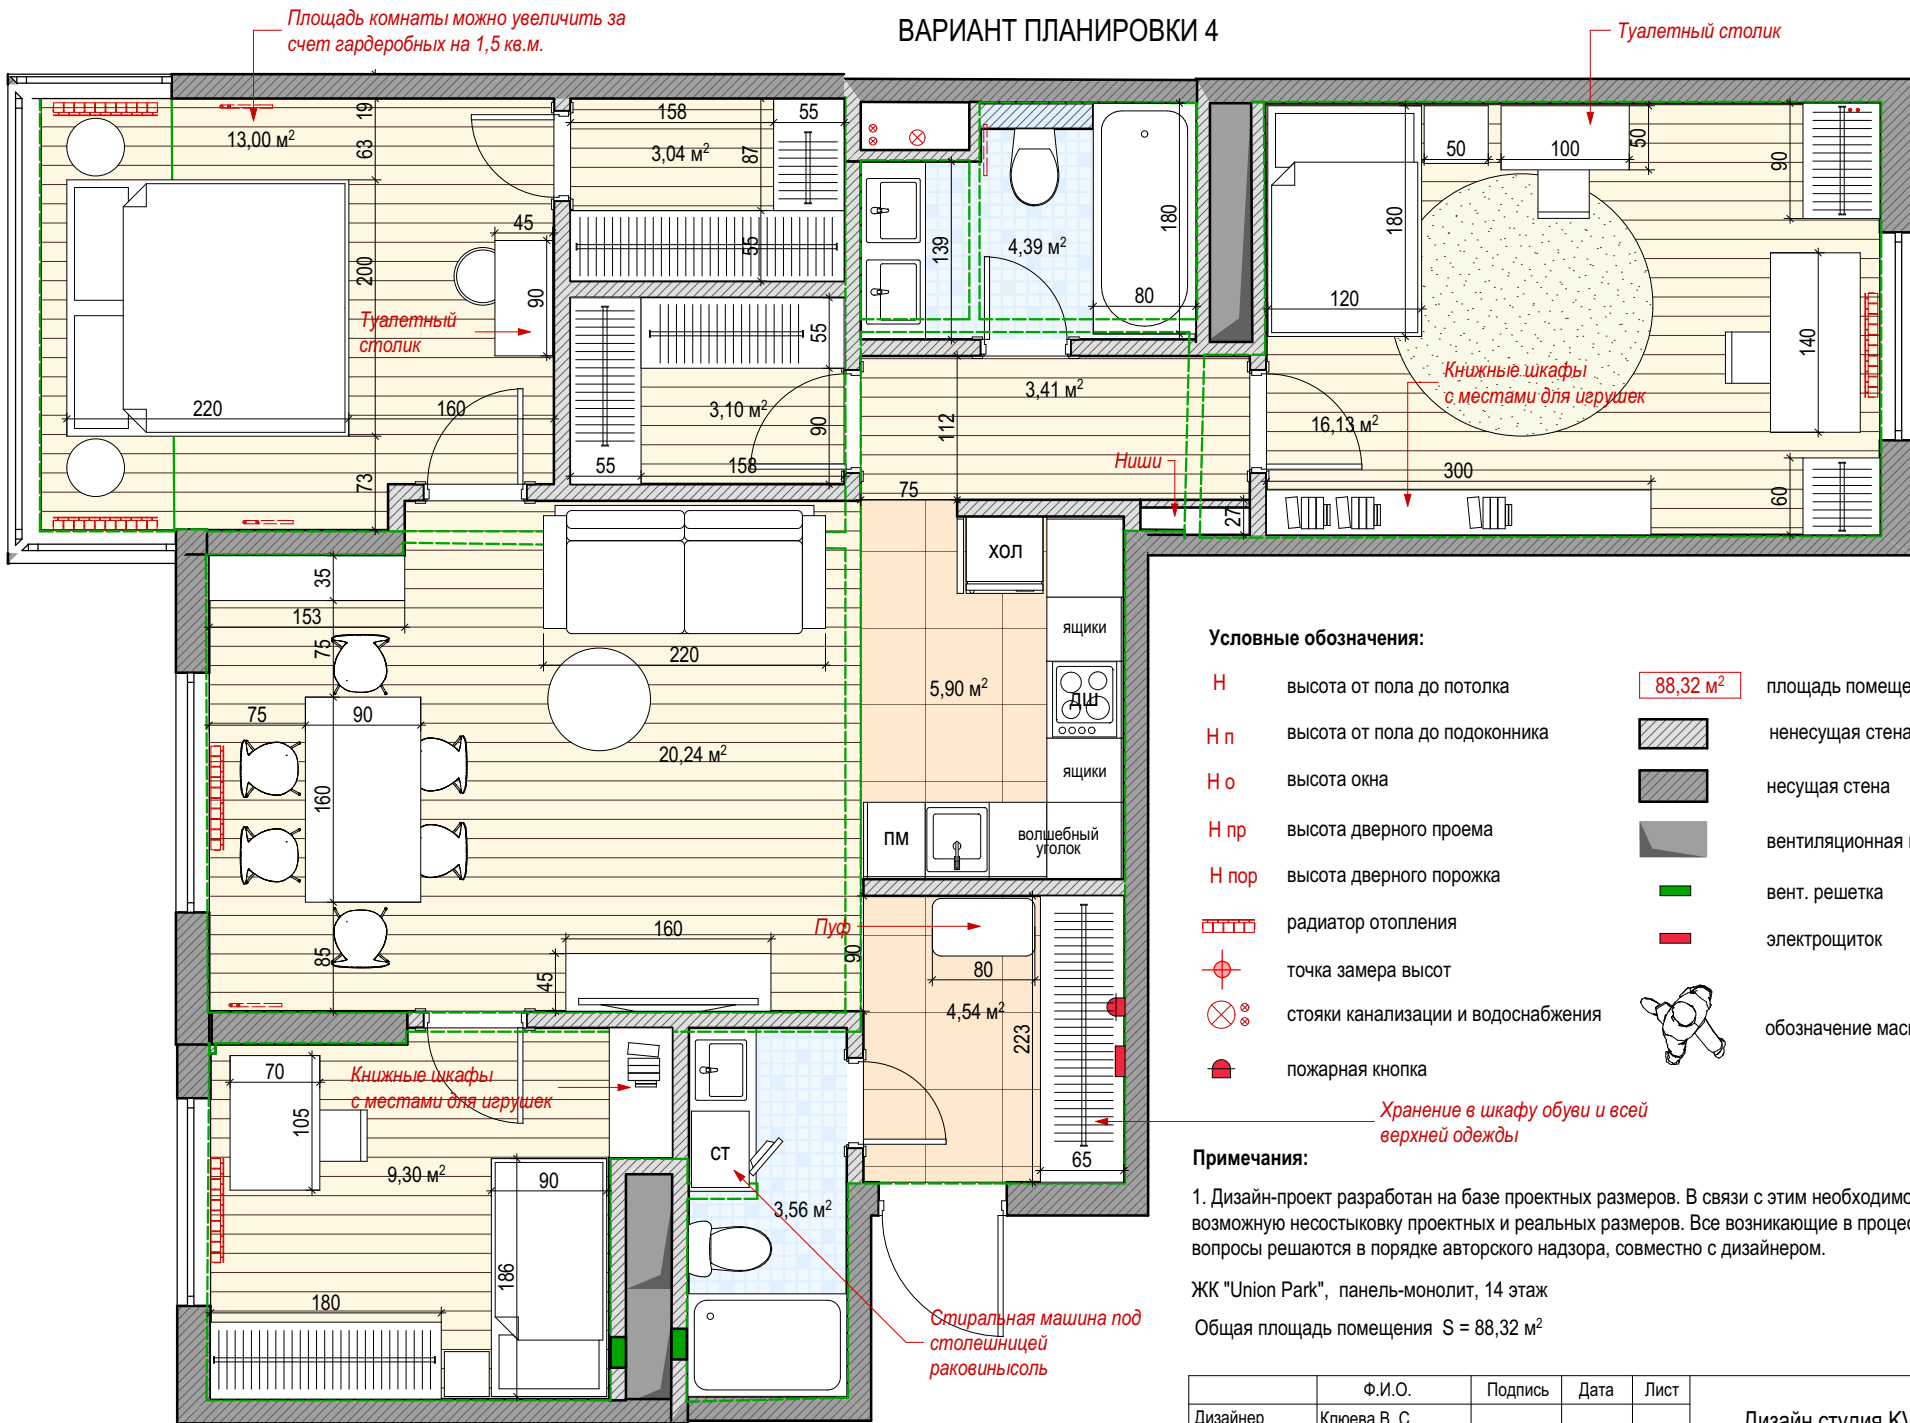 ВАРИАНТ ПЛАНИРОВКИ 4
Площадь комнаты можно увеличить за
счет гардеробных на 1,5 кв.м.
Туалетный столик
13,00 м²
19
63
200
73
220
160
45
90
Туалетный
столик
158
55
3,04 м²
87
55
55
3,10 м²
90
55
158
139
4,39 м²
180
80
3,41 м²
112
75
Ниши
27
50
100
50
90
180
120
140
Книжные шкафы
с местами для игрушек
16,13 м²
300
60
35
153
75
220
75
90
160
20,24 м²
85
160
45
хол
ящики
5,90 м²
дш
ящики
пм
волшебный
уголок
Пуф
90
80
4,54 м²
223
65
Хранение в шкафу обуви и всей
верхней одежды
70
105
Книжные шкафы
с местами для игрушек
9,30 м²
90
186
180
ст
3,56 м²
Стиральная машина под
столешницей
раковинысоль
Условные обозначения:
Н высота от пола до потолка
Н п высота от пола до подоконника
Н о высота окна
Н пр высота дверного проема
Н пор высота дверного порожка
радиатор отопления
точка замера высот
стояки канализации и водоснабжения
пожарная кнопка
88,32 м² площадь помеще
ненесущая стена
несущая стена
вентиляционная
вент. решетка
электрощиток
обозначение мас
Примечания:
1. Дизайн-проект разработан на базе проектных размеров. В связи с этим необходимо
возможную несостыковку проектных и реальных размеров. Все возникающие в процес
вопросы решаются в порядке авторского надзора, совместно с дизайнером.
ЖК "Union Park", панель-монолит, 14 этаж
Общая площадь помещения S = 88,32 м²
Ф.И.О. Подпись Дата Лист
Дизайнер Клюева В. С.
Дизайн студия